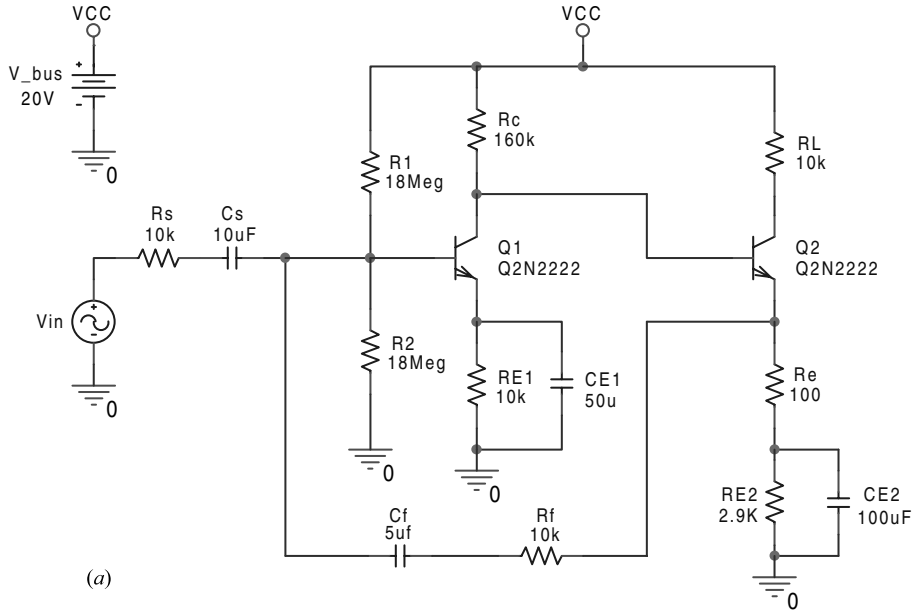 VCC
VCC
V_bus
20V
+
-
0
Rc
160k
RL
10k
R1
18Meg
Rs
10k
Cs
10uF
Q1
Q2N2222
Q2
Q2N2222
Vin
+
-
0
R2
18Meg
0
RE1
10k
CE1
50u
0
Re
100
RE2
2.9K
CE2
100uF
0
Cf
5uf
Rf
10k
(a)